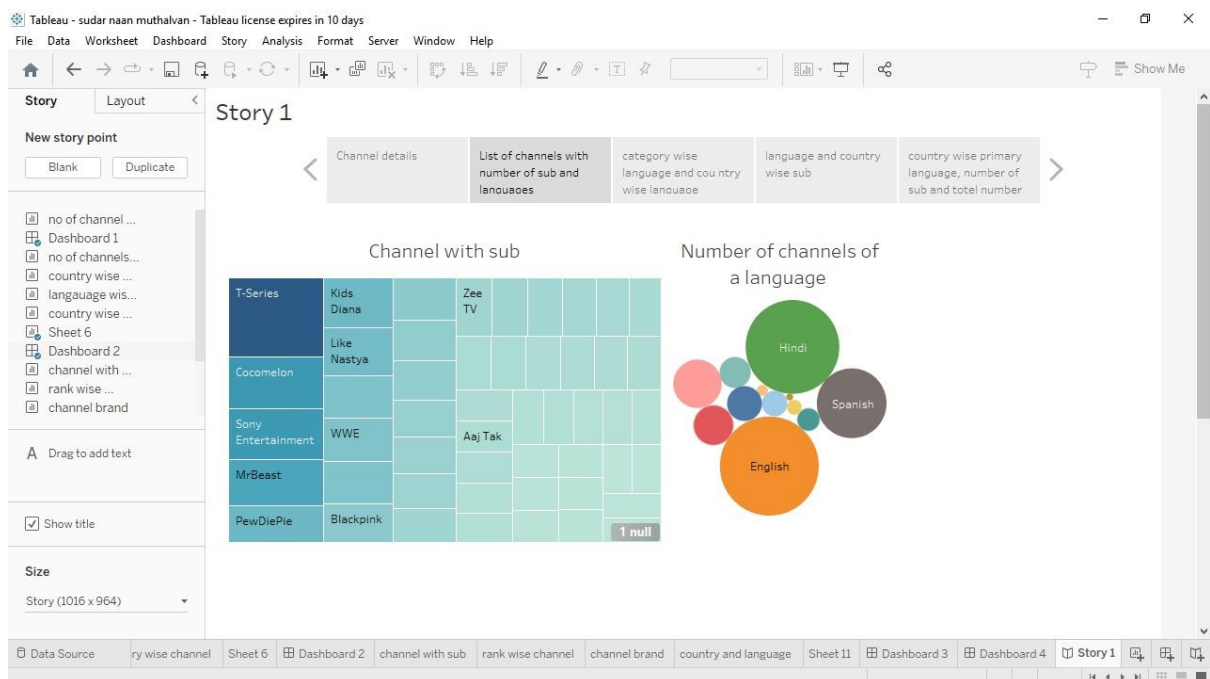 Tableau - sudar naan muthalvan - Tableau license expires in 10 days
File Data Worksheet Dashboard Story Analysis Format Server Window Help
Show Me
Story Layout
Story 1
New story point
Blank Duplicate
Channel details
List of channels with
number of sub and
languages
category wise
language and cou ntry
wise language
language and country
wise sub
country wise primary
language, number of
sub and totel number
no of channel ...
Dashboard 1
no of channels...
country wise ...
langauage wis...
country wise ...
Sheet 6
Dashboard 2
channel with ...
rank wise ...
channel brand
A Drag to add text
Show title
Size
Story (1016 x 964)
Channel with sub
T-Series
Cocomelon
Sony
Entertainment
MrBeast
PewDiePie
Kids
Diana
Like
Nastya
WWE
Blackpink
Zee
TV
Aaj Tak
1 null
Number of channels of
a language
Hindi
Spanish
English
Data Source ry wise channel Sheet 6 Dashboard 2 channel with sub rank wise channel channel brand country and language Sheet 11 Dashboard 3 Dashboard 4 Story 1